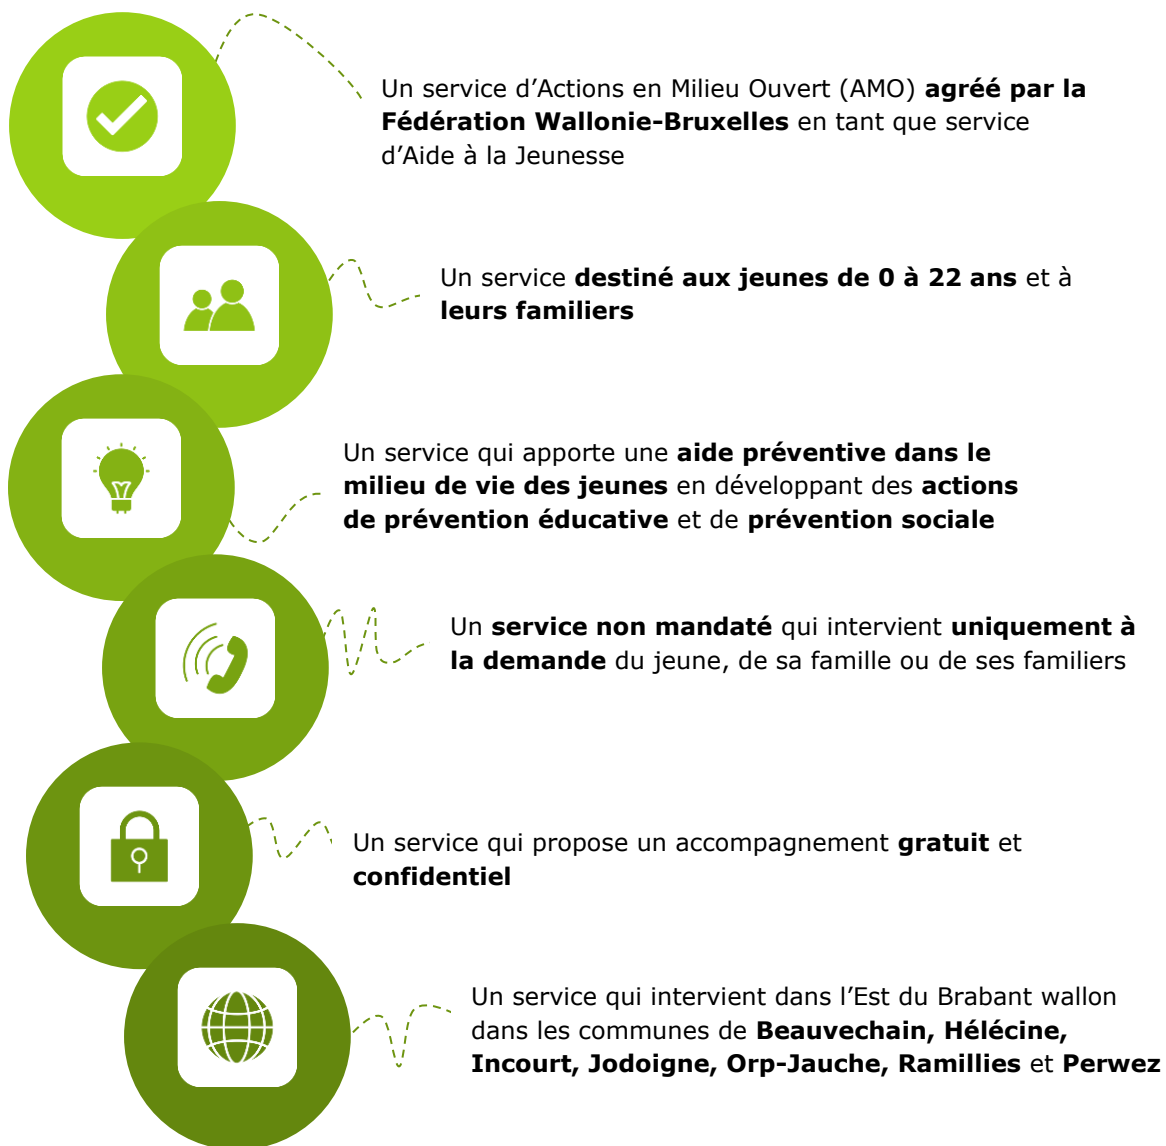 Un service d’Actions en Milieu Ouvert (AMO) agréé par la
Fédération Wallonie-Bruxelles en tant que service
d’Aide à la Jeunesse
Un service destiné aux jeunes de 0 à 22 ans et à
leurs familiers
Un service qui apporte une aide préventive dans le
milieu de vie des jeunes en développant des actions
de prévention éducative et de prévention sociale
Un service non mandaté qui intervient uniquement à
la demande du jeune, de sa famille ou de ses familiers
Un service qui propose un accompagnement gratuit et
confidentiel
Un service qui intervient dans l’Est du Brabant wallon
dans les communes de Beauvechain, Hélécine,
Incourt, Jodoigne, Orp-Jauche, Ramillies et Perwez